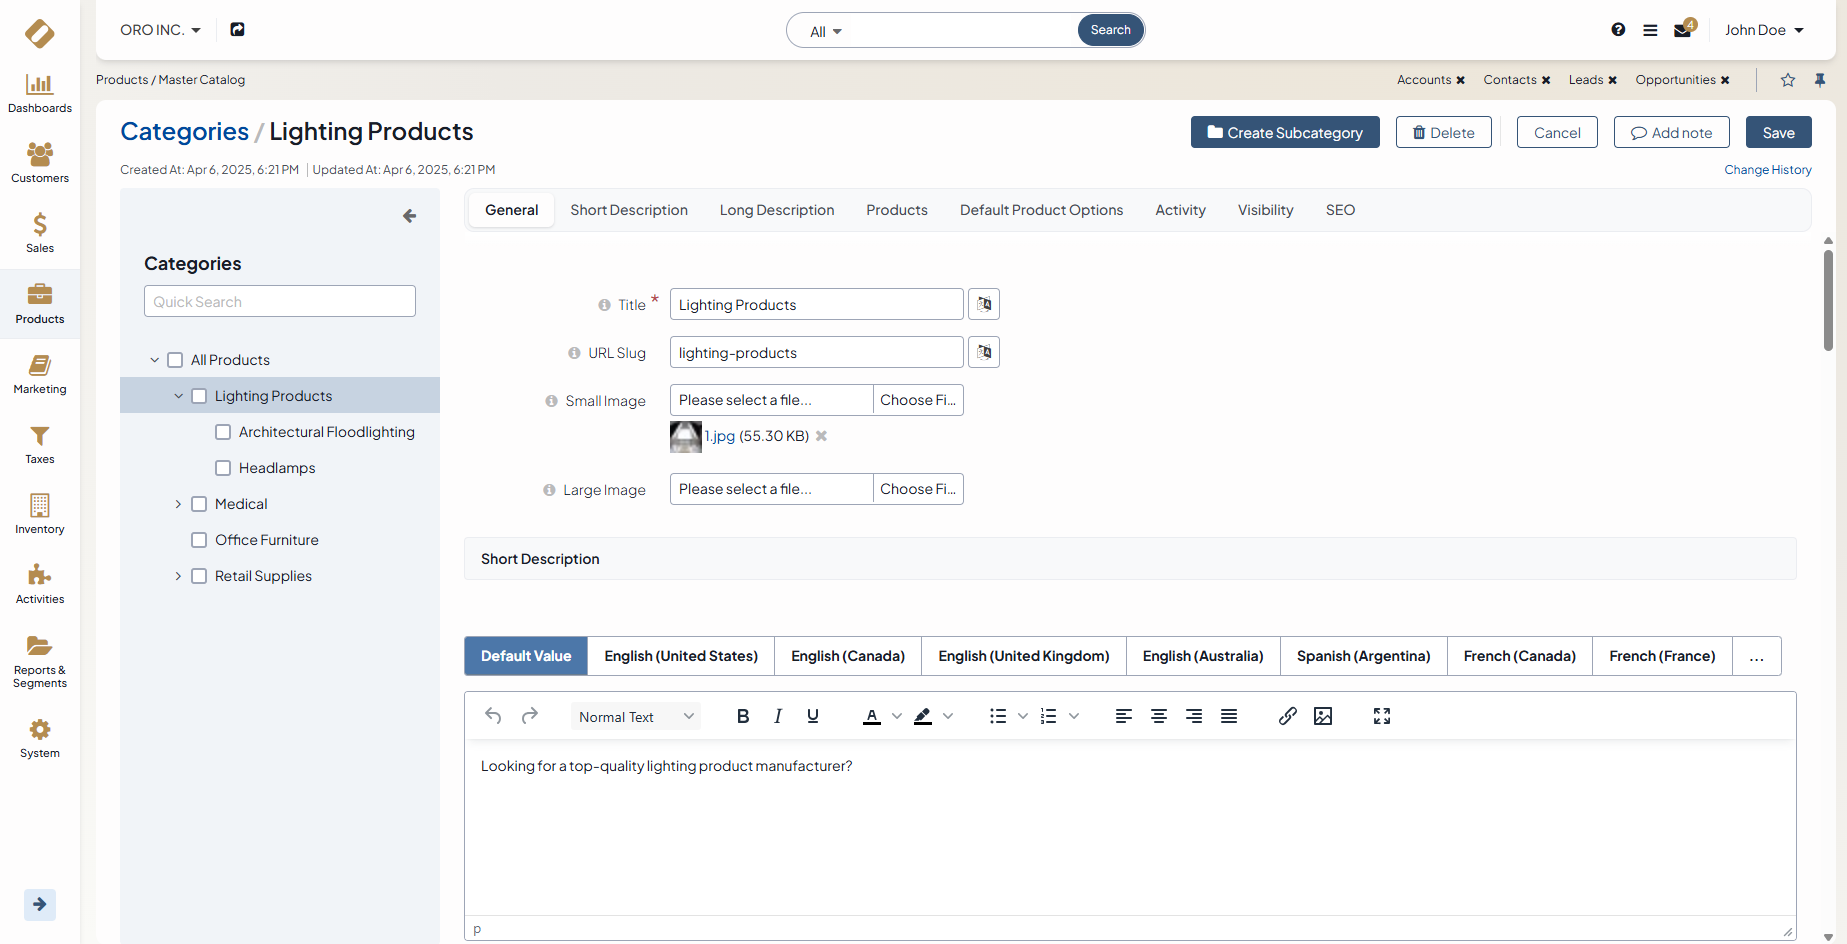 ORO INC.
All
Search
4
John Doe
Products / Master Catalog
Accounts
Contacts
Leads
Opportunities
Dashboards
Customers
Sales
Products
Marketing
Taxes
Inventory
Activities
Reports &
Segments
System
Categories / Lighting Products
Create Subcategory
Delete
Cancel
Add note
Save
Created At: Apr 6, 2025, 6:21 PM
Updated At: Apr 6, 2025, 6:21 PM
Change History
Categories
Quick Search
All Products
Lighting Products
Architectural Floodlighting
Headlamps
Medical
Office Furniture
Retail Supplies
General
Short Description
Long Description
Products
Default Product Options
Activity
Visibility
SEO
Title *
Lighting Products
URL Slug
lighting-products
Small Image
Please select a file...
Choose Fi...
1.jpg (55.30 KB)
Large Image
Please select a file...
Choose Fi...
Short Description
Default Value
English (United States)
English (Canada)
English (United Kingdom)
English (Australia)
Spanish (Argentina)
French (Canada)
French (France)
...
Normal Text
B
I
U
A
Looking for a top-quality lighting product manufacturer?
p